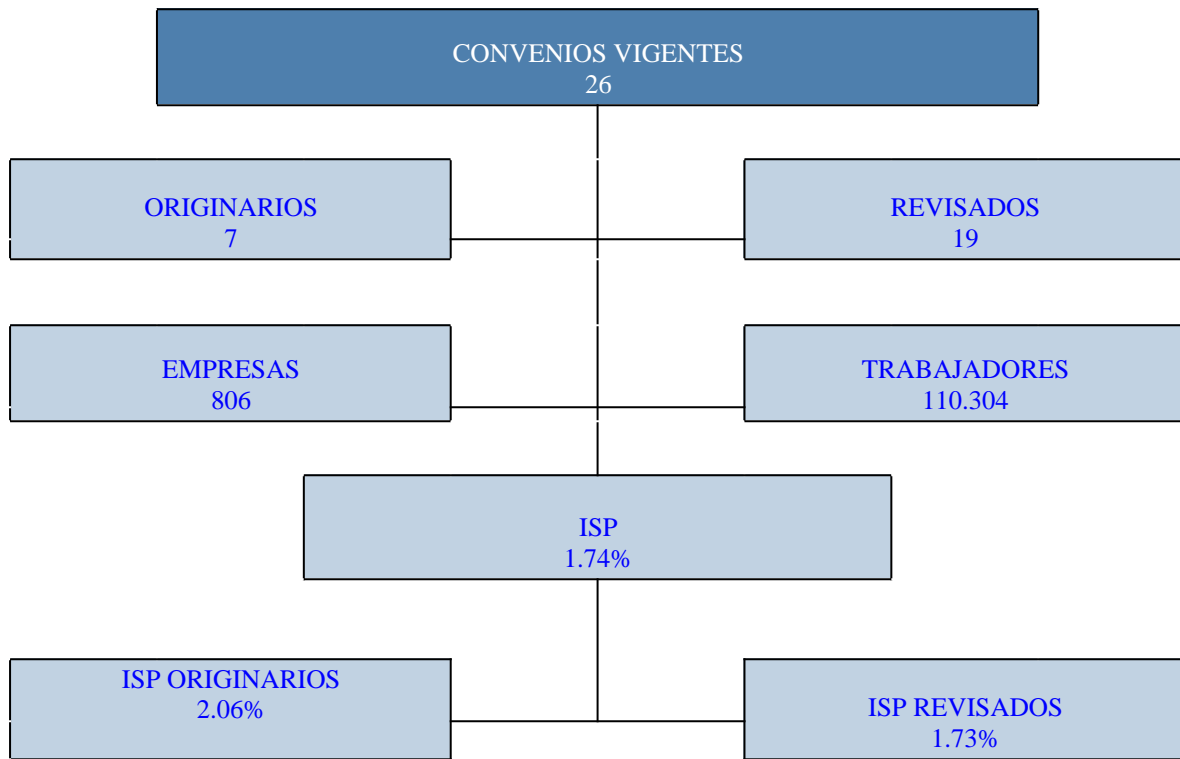 CONVENIOS VIGENTES
26
ORIGINARIOS
7
REVISADOS
19
EMPRESAS
806
TRABAJADORES
110.304
ISP
1.74%
ISP ORIGINARIOS
2.06%
ISP REVISADOS
1.73%